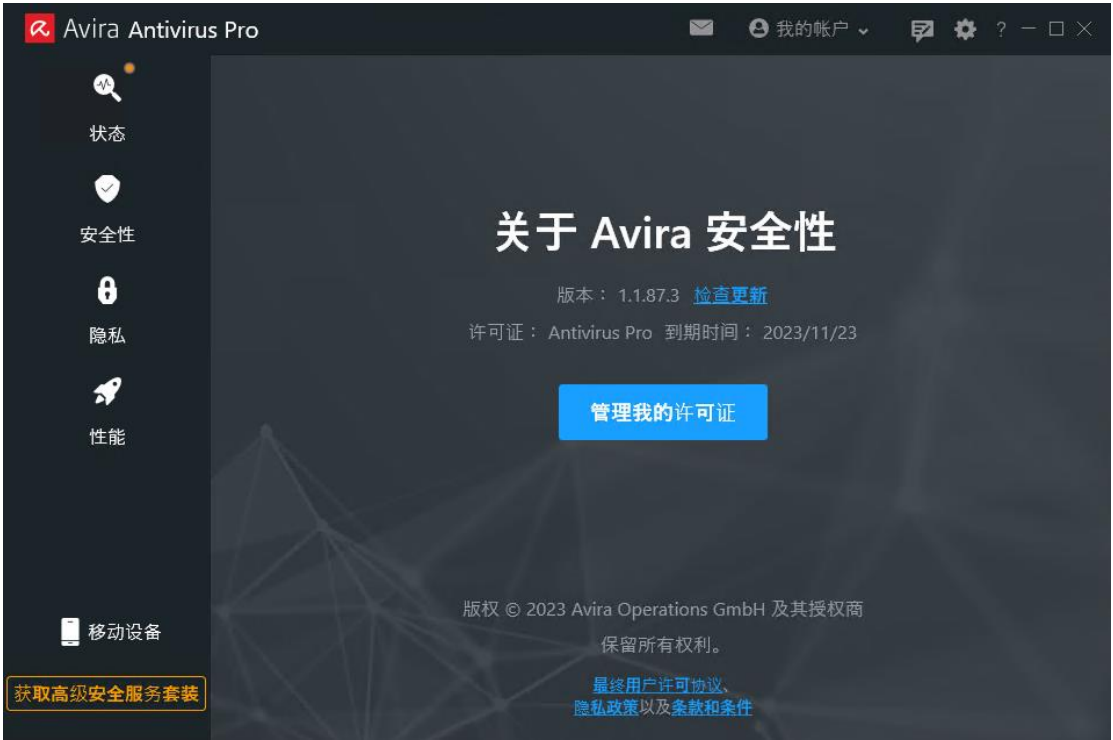 Avira Antivirus Pro
我的帐户
?
状态
安全性
隐私
性能
移动设备
获取高级安全服务套装
关于 Avira 安全性
版本： 1.1.87.3 检查更新
许可证： Antivirus Pro 到期时间： 2023/11/23
管理我的许可证
版权 © 2023 Avira Operations GmbH 及其授权商
保留所有权利。
最终用户许可协议、
隐私政策以及条款和条件